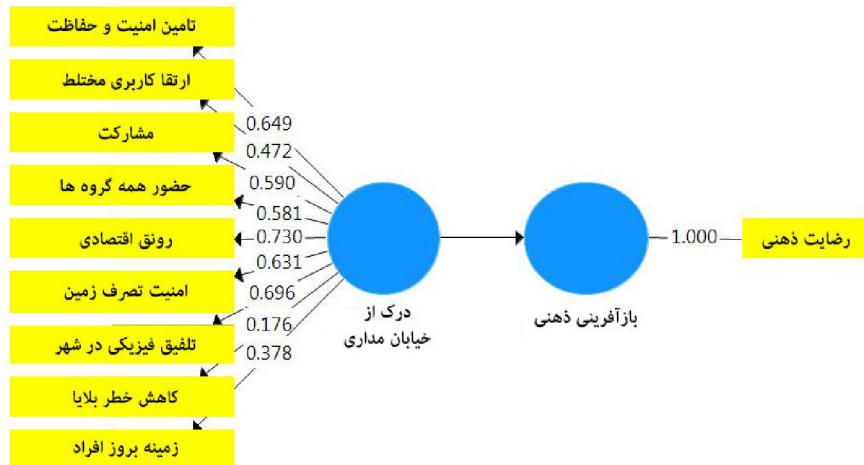 تامین امنیت و حفاظت
ارتقا کاربری مختلط
مشارکت
حضور همه گروه ها
رونق اقتصادی
امنیت تصرف زمین
تلفیق فیزیکی در شهر
کاهش خطر بلایا
زمینه بروز افراد
0.649
0.472
0.590
0.581
0.730
0.631
0.696
0.176
0.378
درک از
خیابان مداری
بازآفرینی ذهنی
1.000
رضایت ذهنی